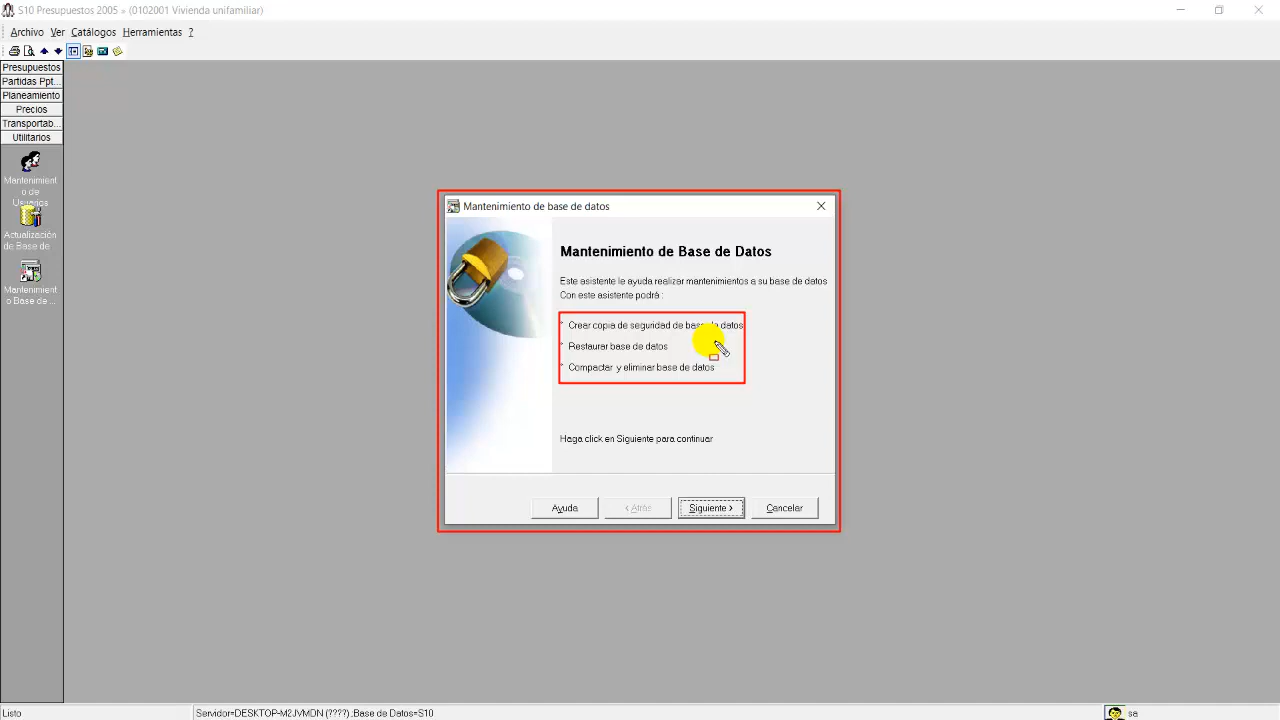 S10 Presupuestos 2005 » (0102001 Vivienda unifamiliar)
Archivo Ver Catálogos Herramientas ?
Presupuestos
Partidas Ppt...
Planeamiento
Precios
Transportab...
Utilitarios
Mantenimient
o de
Usuarios
Actualización
de Base de
Mantenimient
o Base de ...
Mantenimiento de base de datos
Mantenimiento de Base de Datos
Este asistente le ayuda realizar mantenimientos a su base de datos
Con este asistente podrá :
* Crear copia de seguridad de base de datos
* Restaurar base de datos
* Compactar y eliminar base de datos
Haga click en Siguiente para continuar
Ayuda
< Atrás
Siguiente >
Cancelar
Listo
Servidor=DESKTOP-M2JVMDN (????) ;Base de Datos=S10
sa